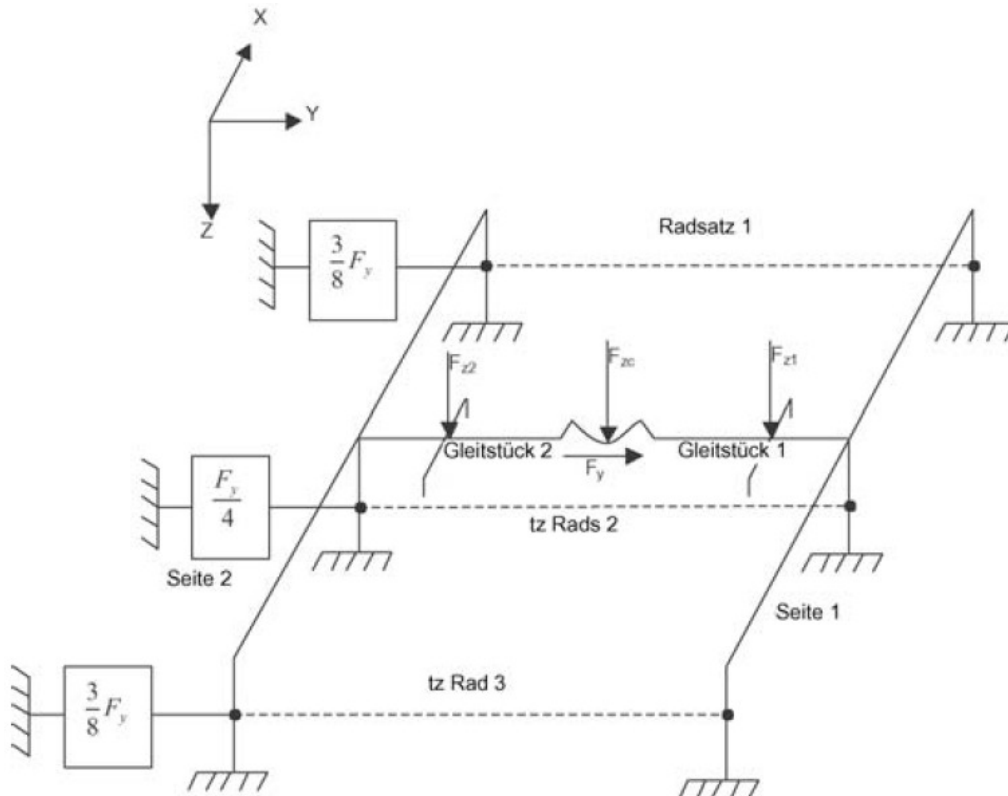 X
Y
Z
Radsatz 1
3/8 F_y
F_z2
F_zc
F_z1
Gleitstück 2
Gleitstück 1
F_y
F_y/4
tz Rads 2
Seite 2
Seite 1
tz Rad 3
3/8 F_y